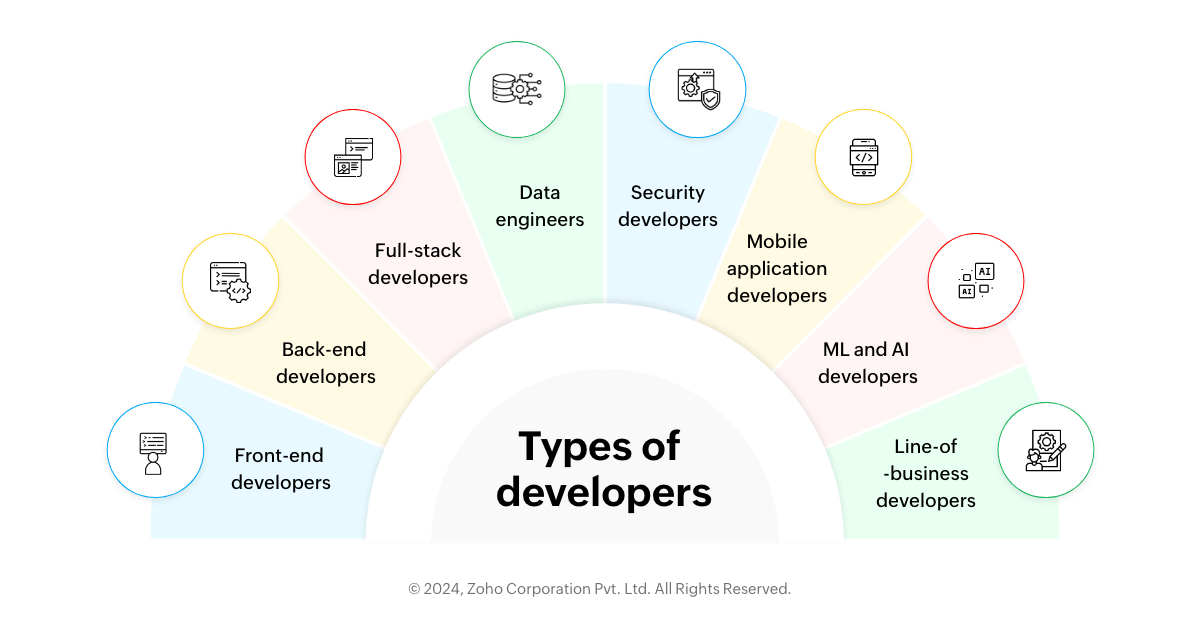 Data
engineers
Security
developers
Full-stack
developers
Mobile
application
developers
Back-end
developers
ML and AI
developers
Front-end
developers
Line-of
-business
developers
Types of
developers
AI
AI
© 2024, Zoho Corporation Pvt. Ltd. All Rights Reserved.